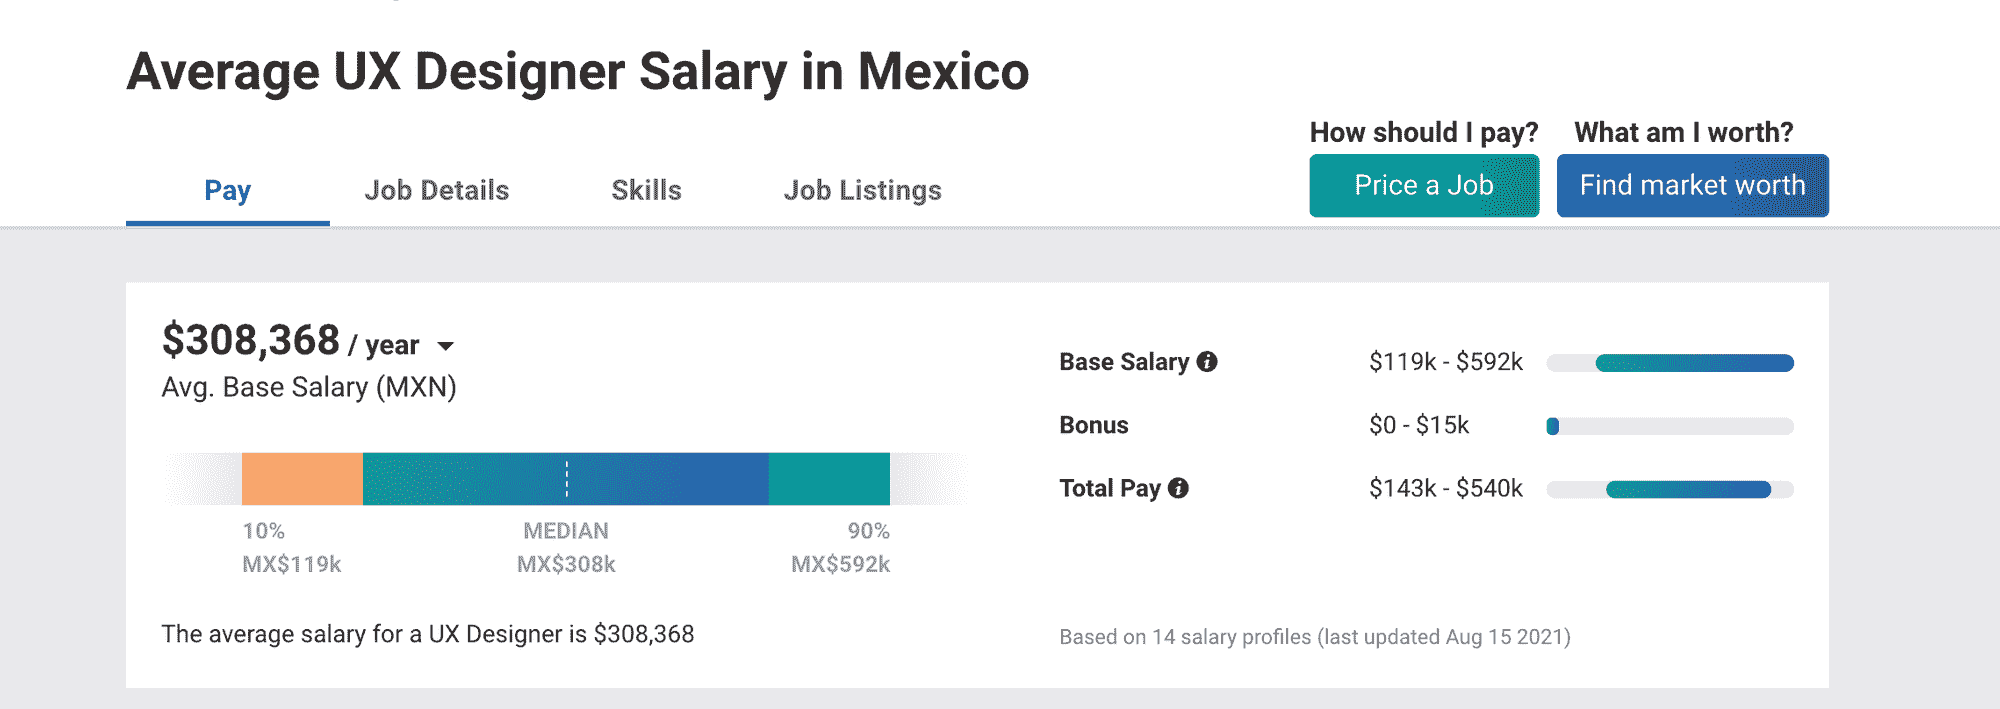 Average UX Designer Salary in Mexico
How should I pay?
What am I worth?
Pay
Job Details
Skills
Job Listings
Price a Job
Find market worth
$308,368 / year
Avg. Base Salary (MXN)
10%
MX$119k
MEDIAN
MX$308k
90%
MX$592k
The average salary for a UX Designer is $308,368
Base Salary $119k - $592k
Bonus $0 - $15k
Total Pay $143k - $540k
Based on 14 salary profiles (last updated Aug 15 2021)